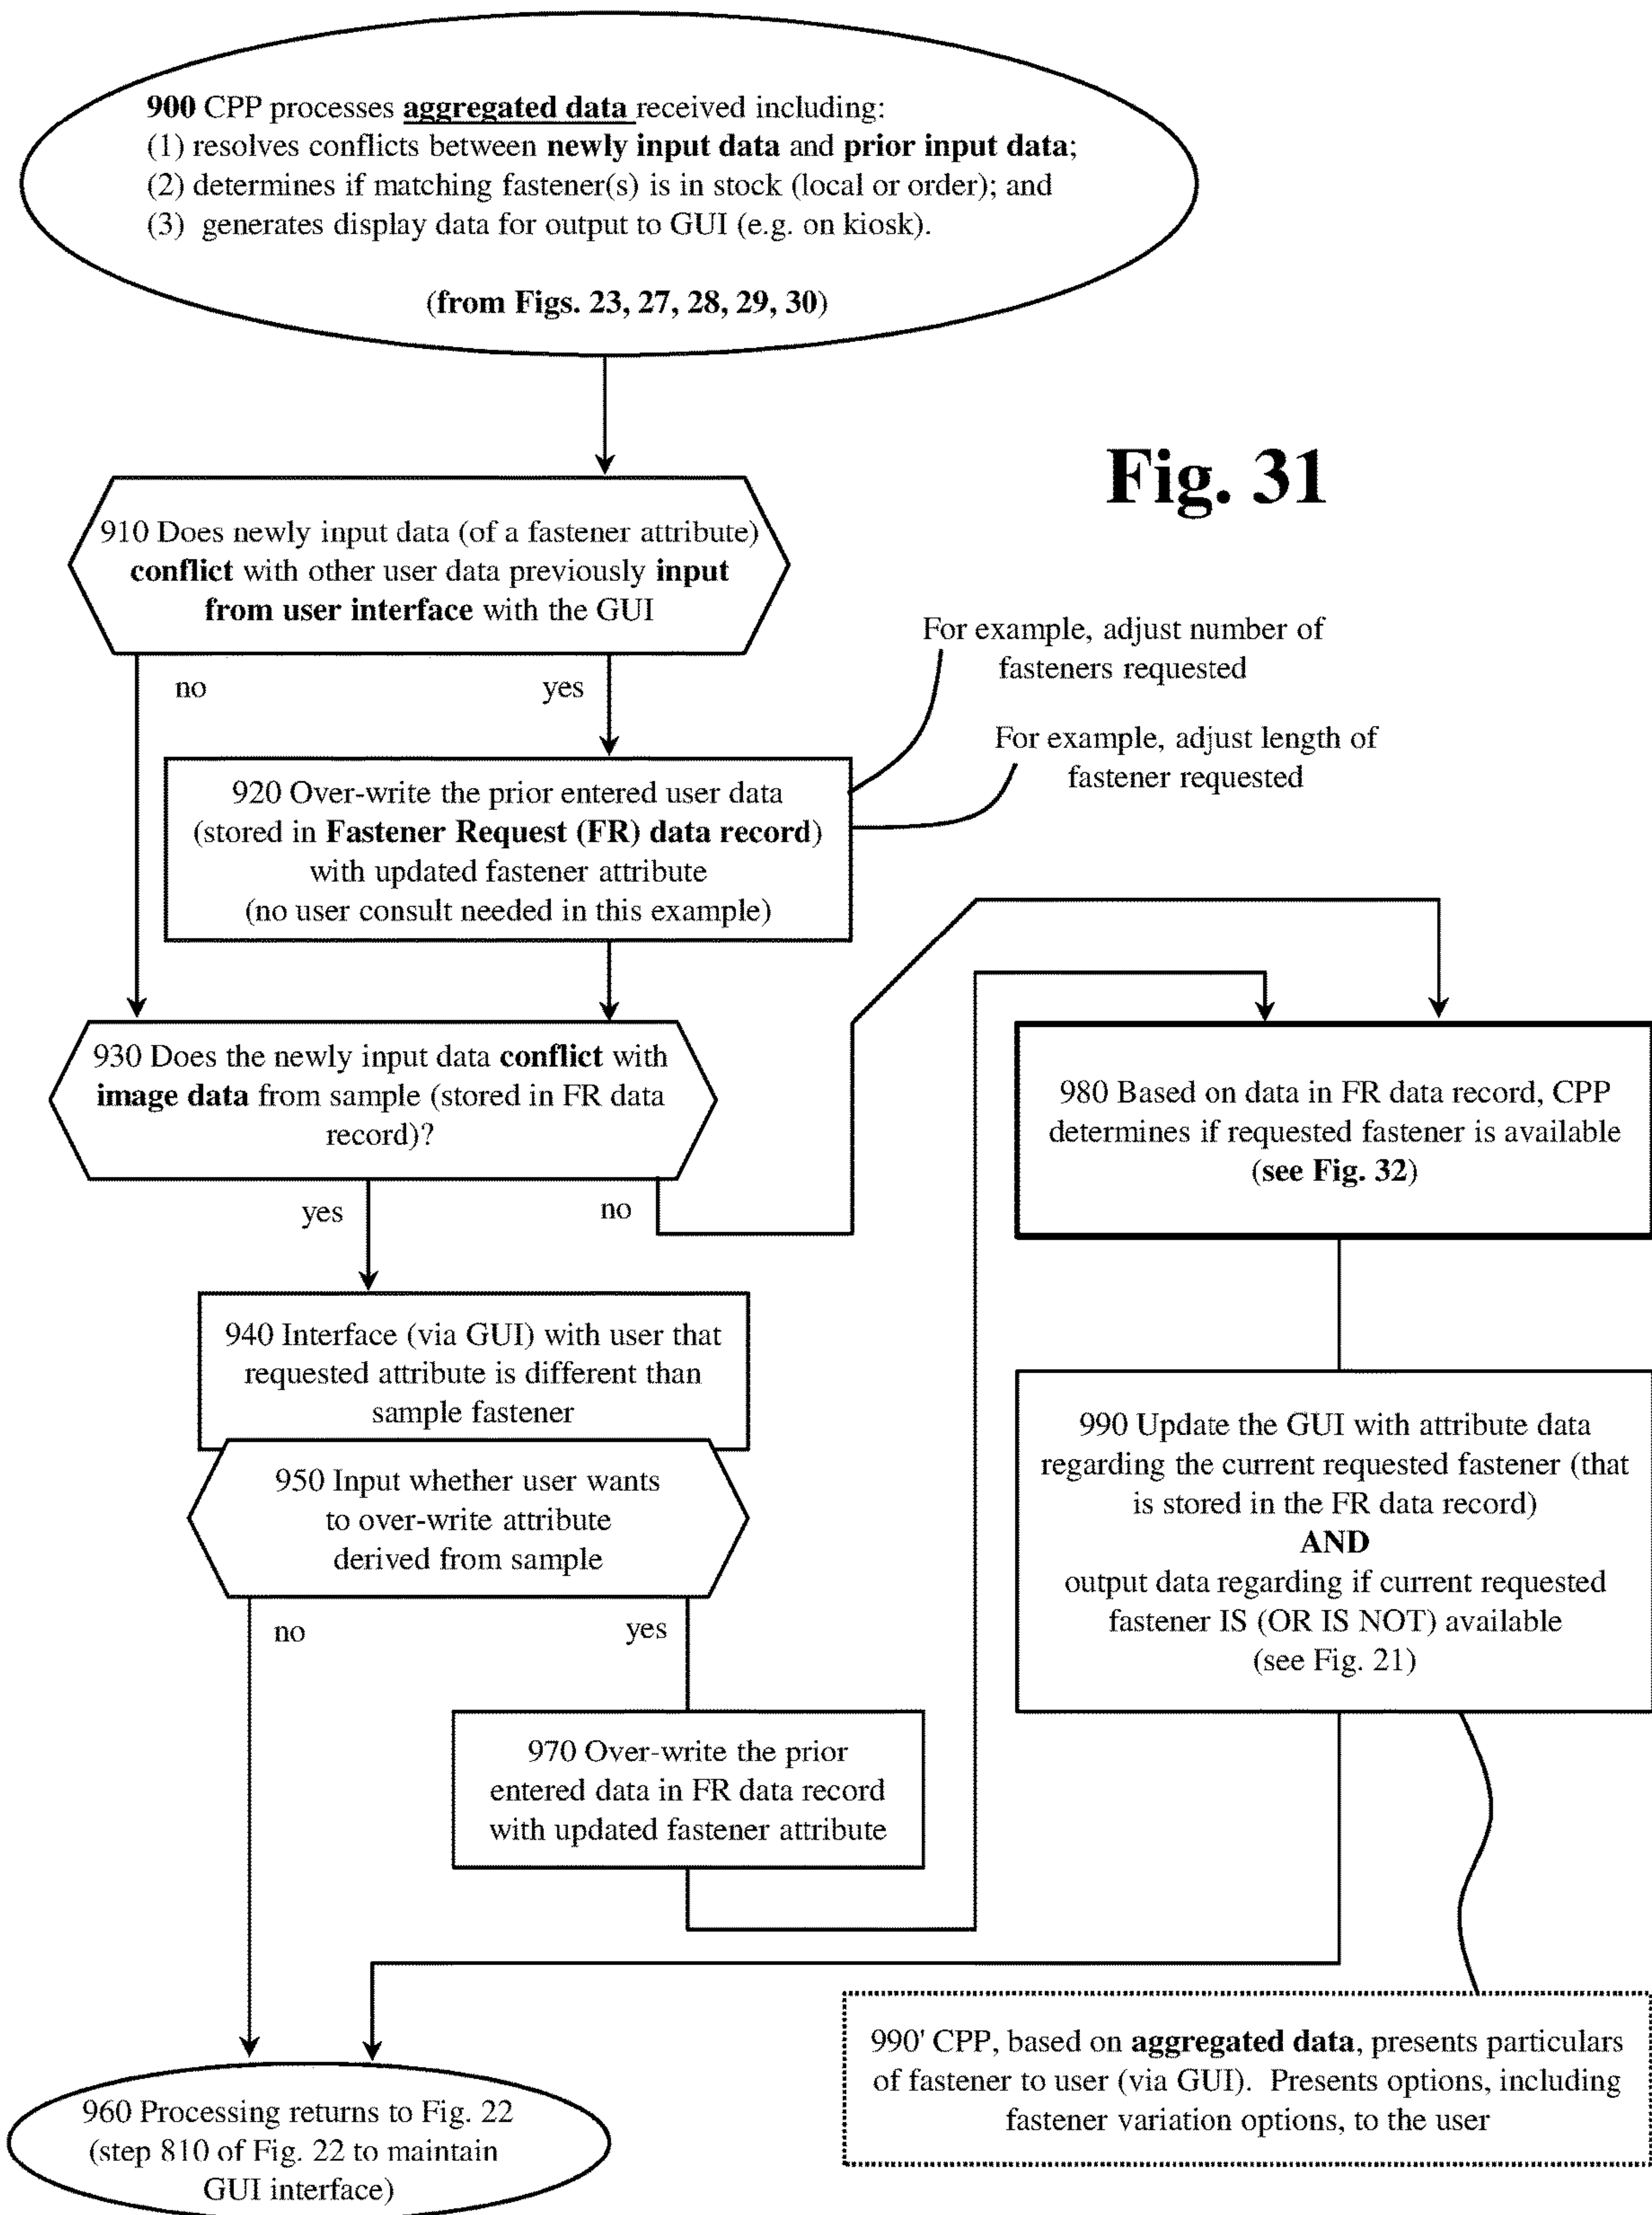 900 CPP processes aggregated data received including:
(1) resolves conflicts between newly input data and prior input data;
(2) determines if matching fastener(s) is in stock (local or order); and
(3) generates display data for output to GUI (e.g. on kiosk).
(from Figs. 23, 27, 28, 29, 30)
Fig. 31
910 Does newly input data (of a fastener attribute)
conflict with other user data previously input
from user interface with the GUI
no
yes
For example, adjust number of
fasteners requested
For example, adjust length of
fastener requested
920 Over-write the prior entered user data
(stored in Fastener Request (FR) data record)
with updated fastener attribute
(no user consult needed in this example)
930 Does the newly input data conflict with
image data from sample (stored in FR data
record)?
yes
no
980 Based on data in FR data record, CPP
determines if requested fastener is available
(see Fig. 32)
940 Interface (via GUI) with user that
requested attribute is different than
sample fastener
950 Input whether user wants
to over-write attribute
derived from sample
no
yes
990 Update the GUI with attribute data
regarding the current requested fastener (that
is stored in the FR data record)
AND
output data regarding if current requested
fastener IS (OR IS NOT) available
(see Fig. 21)
970 Over-write the prior
entered data in FR data record
with updated fastener attribute
990' CPP, based on aggregated data, presents particulars
of fastener to user (via GUI). Presents options, including
fastener variation options, to the user
960 Processing returns to Fig. 22
(step 810 of Fig. 22 to maintain
GUI interface)